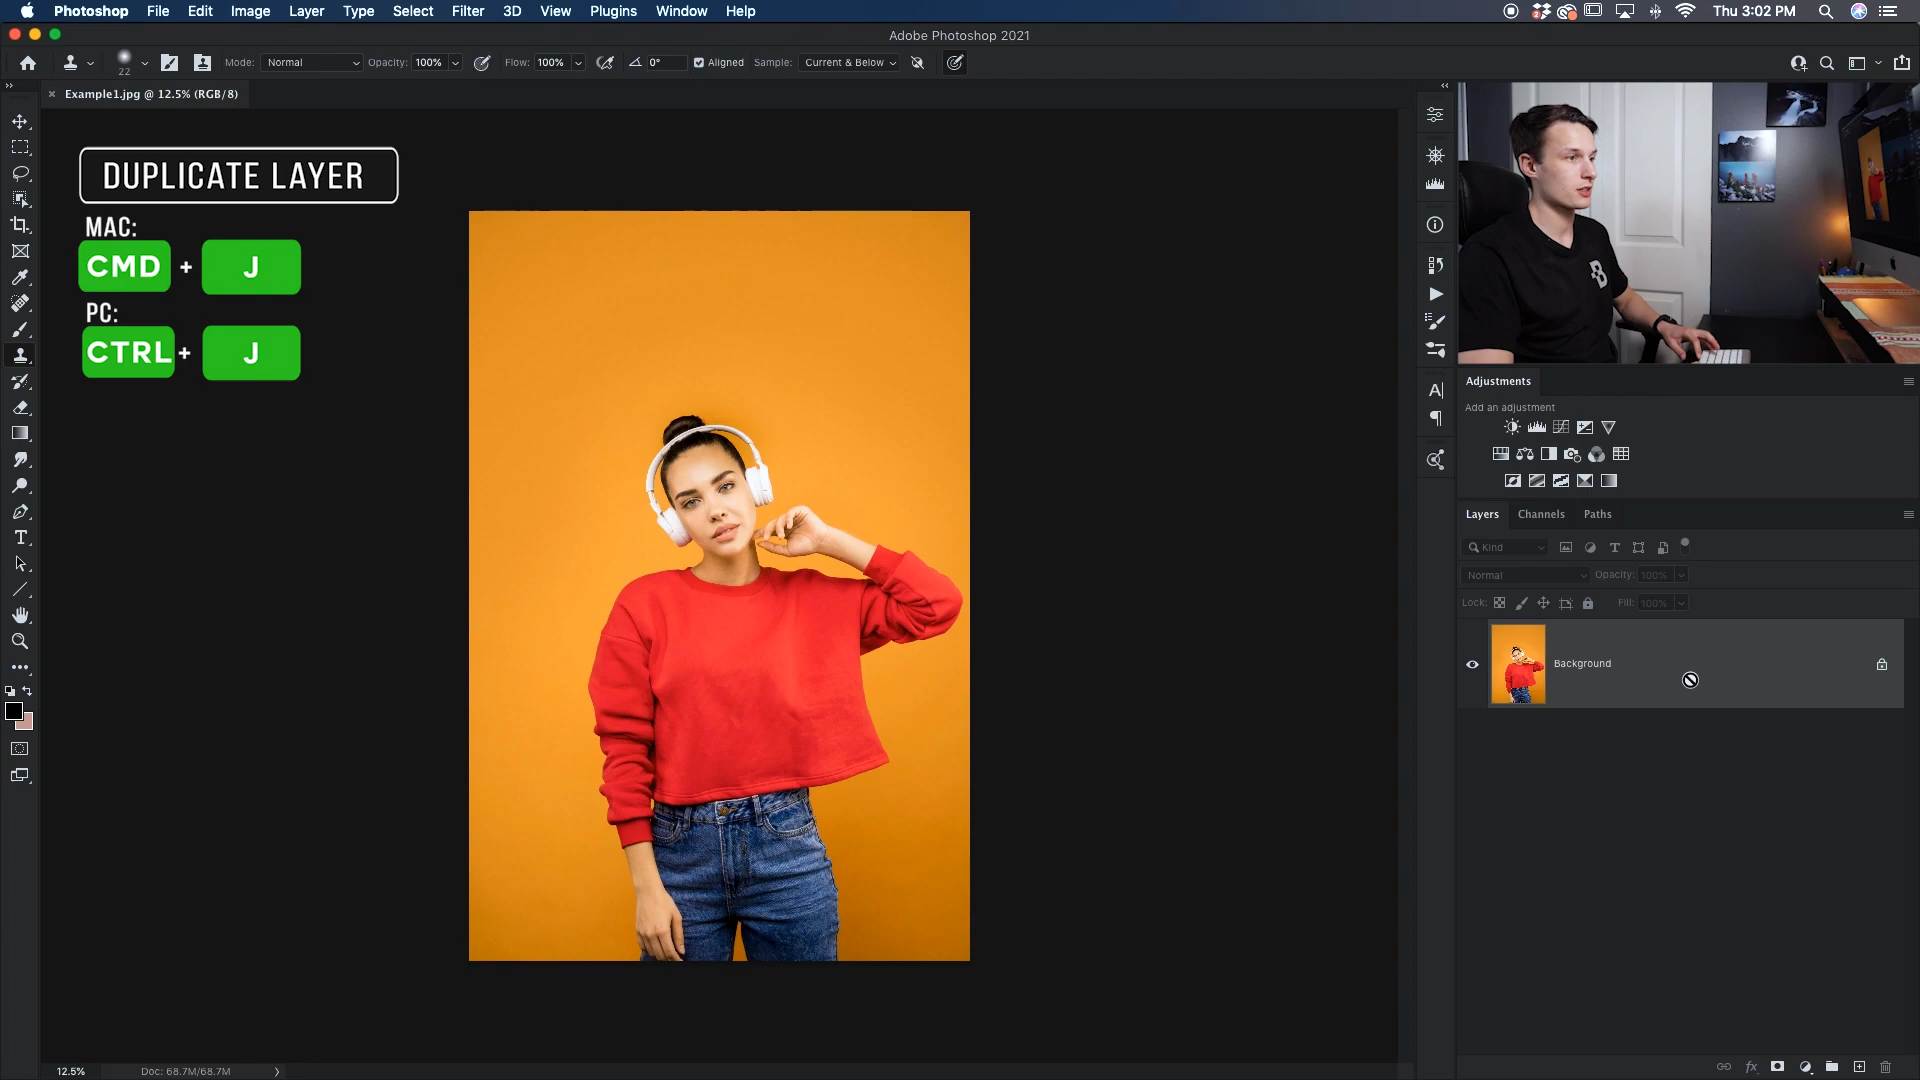 Photoshop File Edit Image Layer Type Select Filter 3D View Plugins Window Help Thu 3:02 PM
Adobe Photoshop 2021
22 Mode: Normal Opacity: 100% Flow: 100% 0° Aligned Sample: Current & Below
Example1.jpg @ 12.5% (RGB/8)
DUPLICATE LAYER
MAC:
CMD + J
PC:
CTRL + J
Adjustments
Add an adjustment
Layers Channels Paths
Kind
Normal Opacity: 100%
Lock: Fill: 100%
Background
12.5% Doc: 68.7M/68.7M